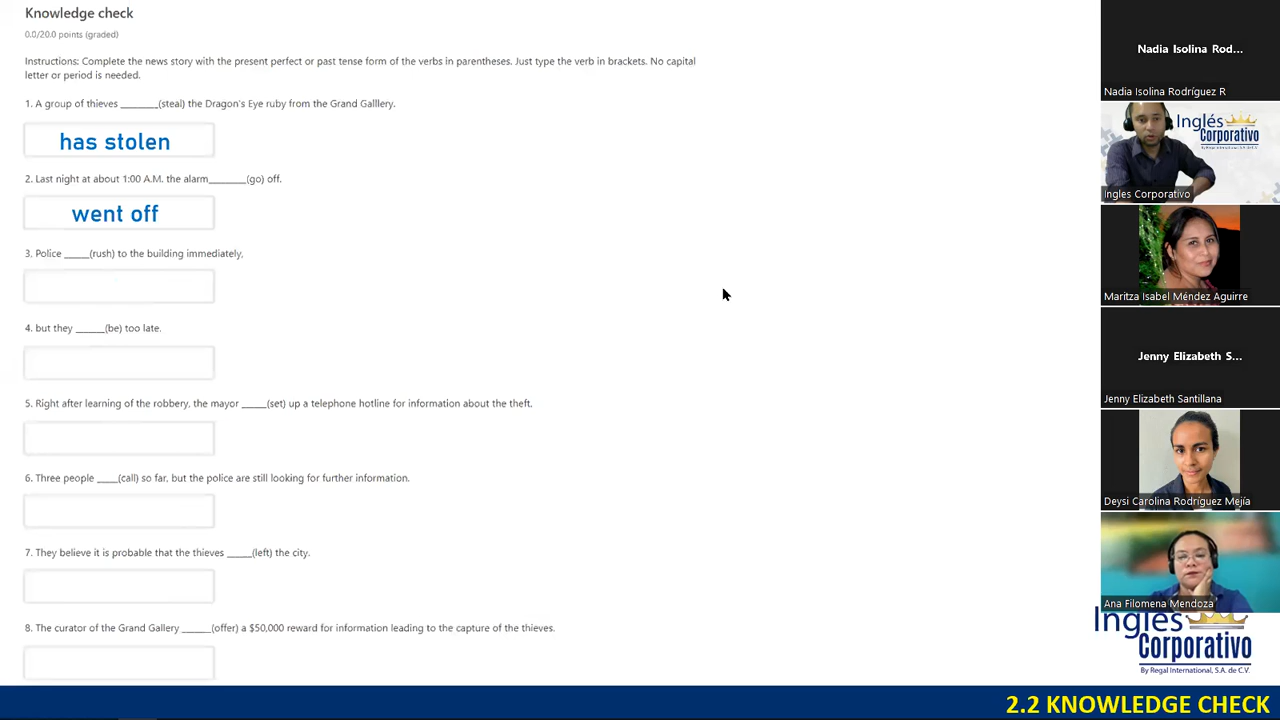 Knowledge check
0.0/20.0 points (graded)
Instructions: Complete the news story with the present perfect or past tense form of the verbs in parentheses. Just type the verb in brackets. No capital
letter or period is needed.
1. A group of thieves ________(steal) the Dragon's Eye ruby from the Grand Galllery.
has stolen
2. Last night at about 1:00 A.M. the alarm________(go) off.
went off
3. Police _____(rush) to the building immediately,
4. but they ______(be) too late.
5. Right after learning of the robbery, the mayor _____(set) up a telephone hotline for information about the theft.
6. Three people ____(call) so far, but the police are still looking for further information.
7. They believe it is probable that the thieves _____(left) the city.
8. The curator of the Grand Gallery ______(offer) a $50,000 reward for information leading to the capture of the thieves.
Nadia Isolina Rod...
Nadia Isolina Rodríguez R
Inglés
Corporativo
By Regal International, S.A. de C.V.
Ingles Corporativo
Maritza Isabel Méndez Aguirre
Jenny Elizabeth S...
Jenny Elizabeth Santillana
Deysi Carolina Rodríguez Mejía
Ana Filomena Mendoza
Inglés
Corporativo
By Regal International, S.A. de C.V.
2.2 KNOWLEDGE CHECK